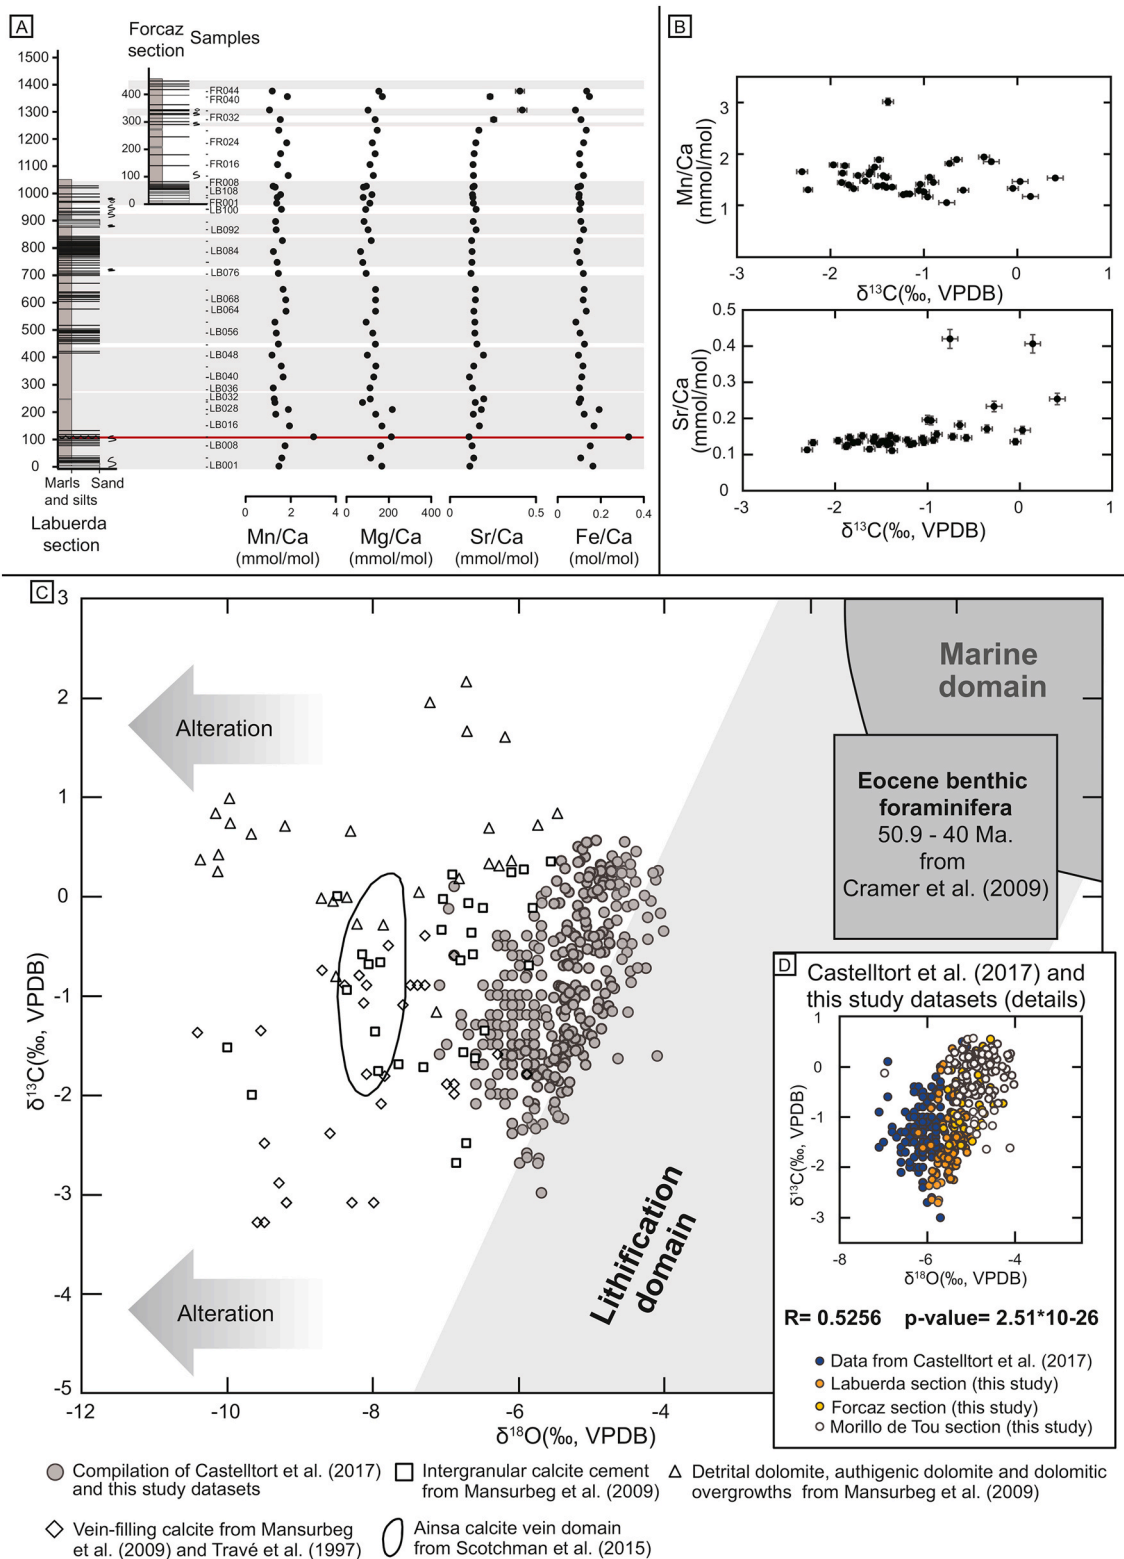 A
Forcaz
section
Samples
1500
1400
1300
1200
1100
1000
900
800
700
600
500
400
300
200
100
0
400
300
200
100
0
FR044
FR040
FR032
FR024
FR016
FR008
LB108
FR001
LB100
LB092
LB084
LB076
LB068
LB064
LB056
LB048
LB040
LB036
LB032
LB028
LB016
LB008
LB001
Marls
and silts
Sand
Labuerda
section
0 2 4
Mn/Ca
(mmol/mol)
0 200 400
Mg/Ca
(mmol/mol)
0 0.5
Sr/Ca
(mmol/mol)
0 0.2 0.4
Fe/Ca
(mol/mol)
B
Mn/Ca
(mmol/mol)
3
2
1
-3 -2 -1 0 1
δ¹³C(‰, VPDB)
Sr/Ca
(mmol/mol)
0.5
0.4
0.3
0.2
0.1
0
-3 -2 -1 0 1
δ¹³C(‰, VPDB)
C
δ¹³C(‰, VPDB)
3
2
1
0
-1
-2
-3
-4
-5
-12 -10 -8 -6 -4
δ¹⁸O(‰, VPDB)
Alteration
Alteration
Marine
domain
Eocene benthic
foraminifera
50.9 - 40 Ma.
from
Cramer et al. (2009)
Lithification
domain
D
Castelltort et al. (2017) and
this study datasets (details)
δ¹³C(‰, VPDB)
1
0
-1
-2
-3
-8 -6 -4
δ¹⁸O(‰, VPDB)
R= 0.5256 p-value= 2.51*10-26
Data from Castelltort et al. (2017)
Labuerda section (this study)
Forcaz section (this study)
Morillo de Tou section (this study)
Compilation of Castelltort et al. (2017)
and this study datasets
Intergranular calcite cement
from Mansurbeg et al. (2009)
Detrital dolomite, authigenic dolomite and dolomitic
overgrowths from Mansurbeg et al. (2009)
Vein-filling calcite from Mansurbeg
et al. (2009) and Travé et al. (1997)
Ainsa calcite vein domain
from Scotchman et al. (2015)